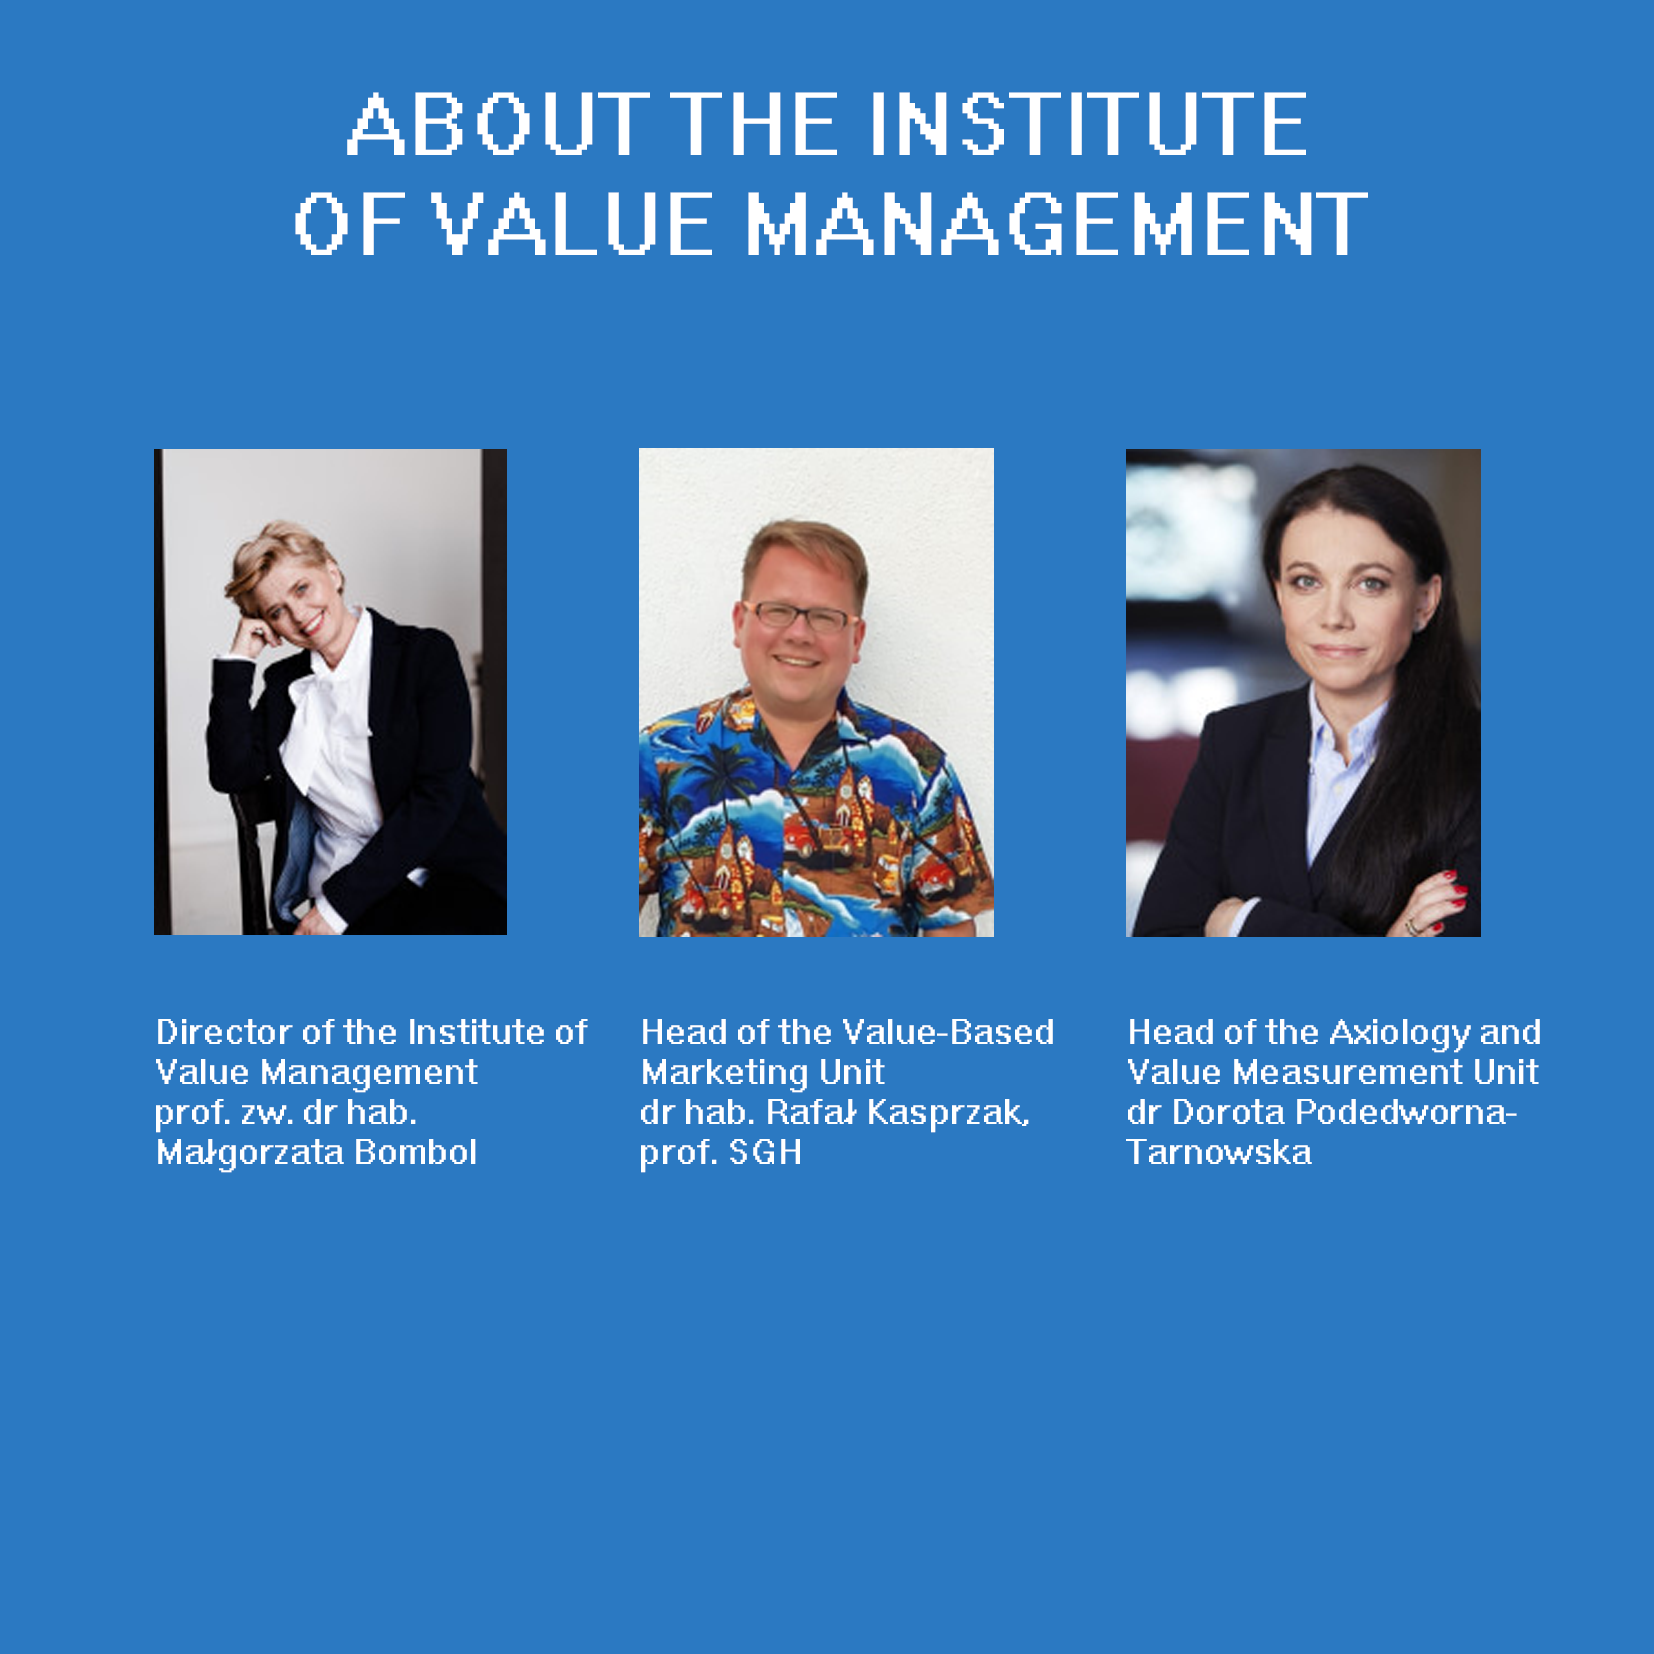 ABOUT THE INSTITUTE
OF VALUE MANAGEMENT
Director of the Institute of
Value Management
prof. zw. dr hab.
Małgorzata Bombol
Head of the Value-Based
Marketing Unit
dr hab. Rafał Kasprzak,
prof. SGH
Head of the Axiology and
Value Measurement Unit
dr Dorota Podedworna-
Tarnowska